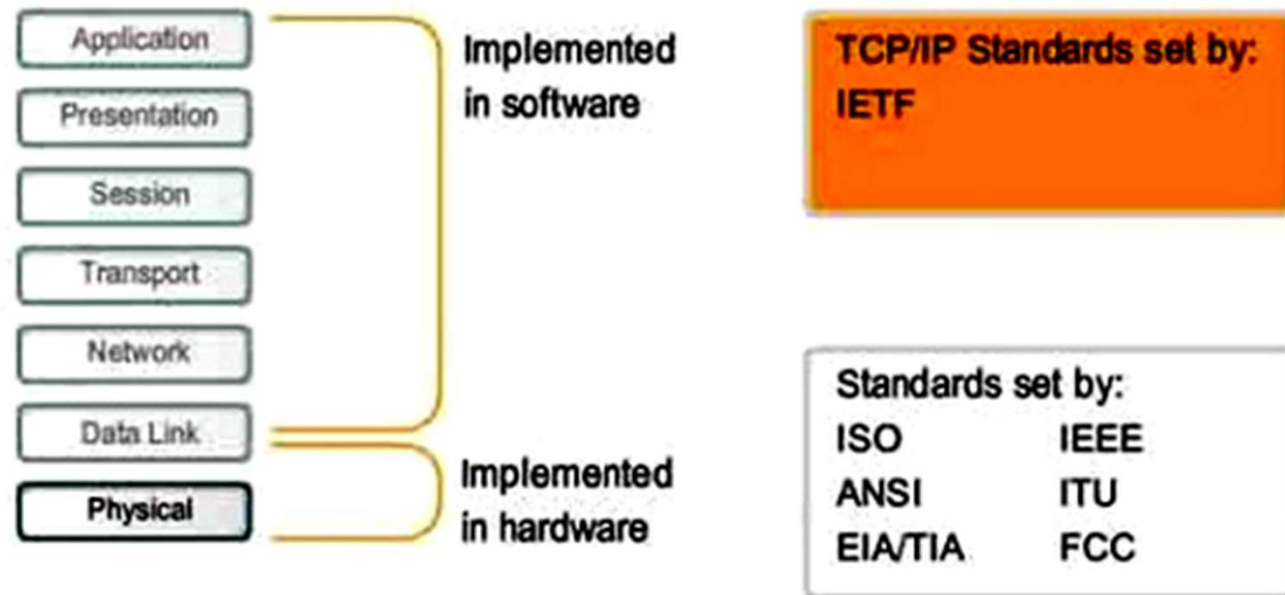 Application
Presentation
Session
Transport
Network
Data Link
Physical
Implemented
in software
Implemented
in hardware
TCP/IP Standards set by:
IETF
Standards set by:
ISO IEEE
ANSI ITU
EIA/TIA FCC